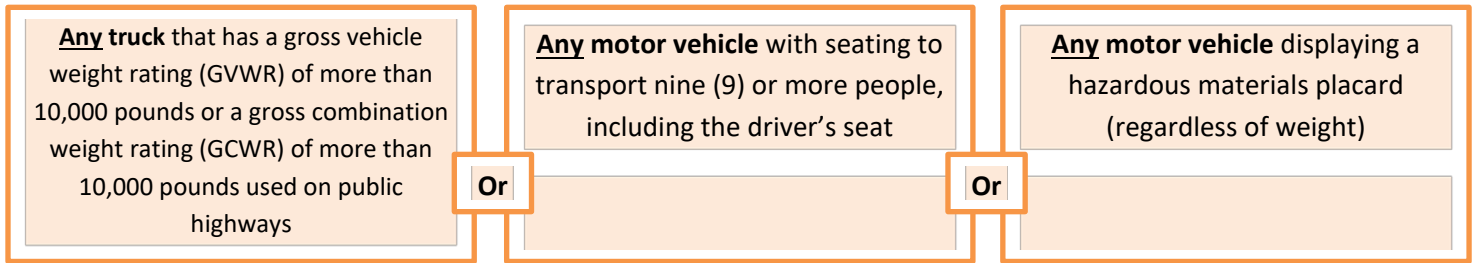 Any truck that has a gross vehicle
weight rating (GVWR) of more than
10,000 pounds or a gross combination
weight rating (GCWR) of more than
10,000 pounds used on public
highways
Or
Any motor vehicle with seating to
transport nine (9) or more people,
including the driver’s seat
Or
Any motor vehicle displaying a
hazardous materials placard
(regardless of weight)